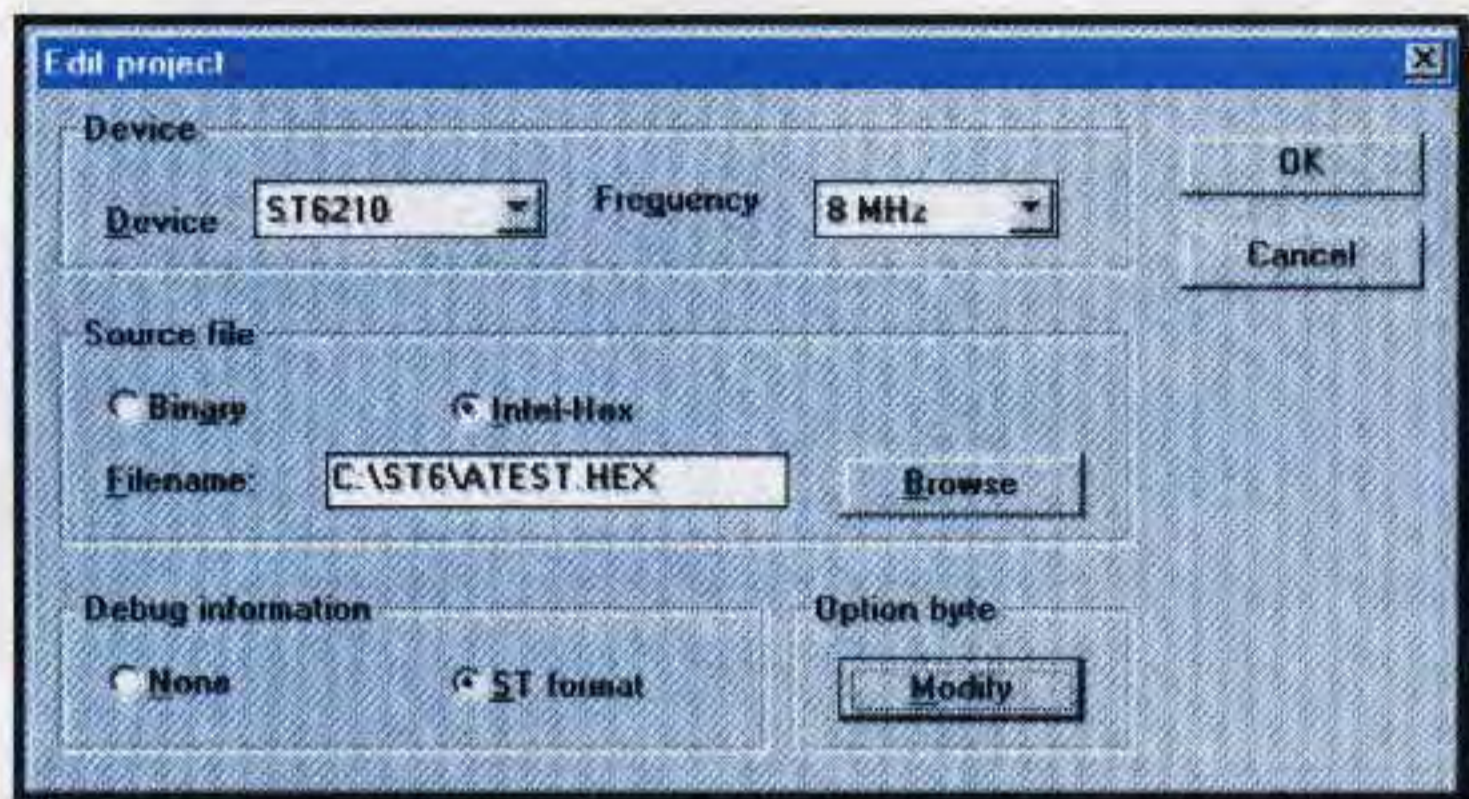 Edit project
Device
OK
Device ST6210 Freguency 8 MHz
Cancel
Source file
Binary Intel-Hex
Filename: C:\ST6\ATEST.HEX Browse
Debug information Option byte
None ST format Modify